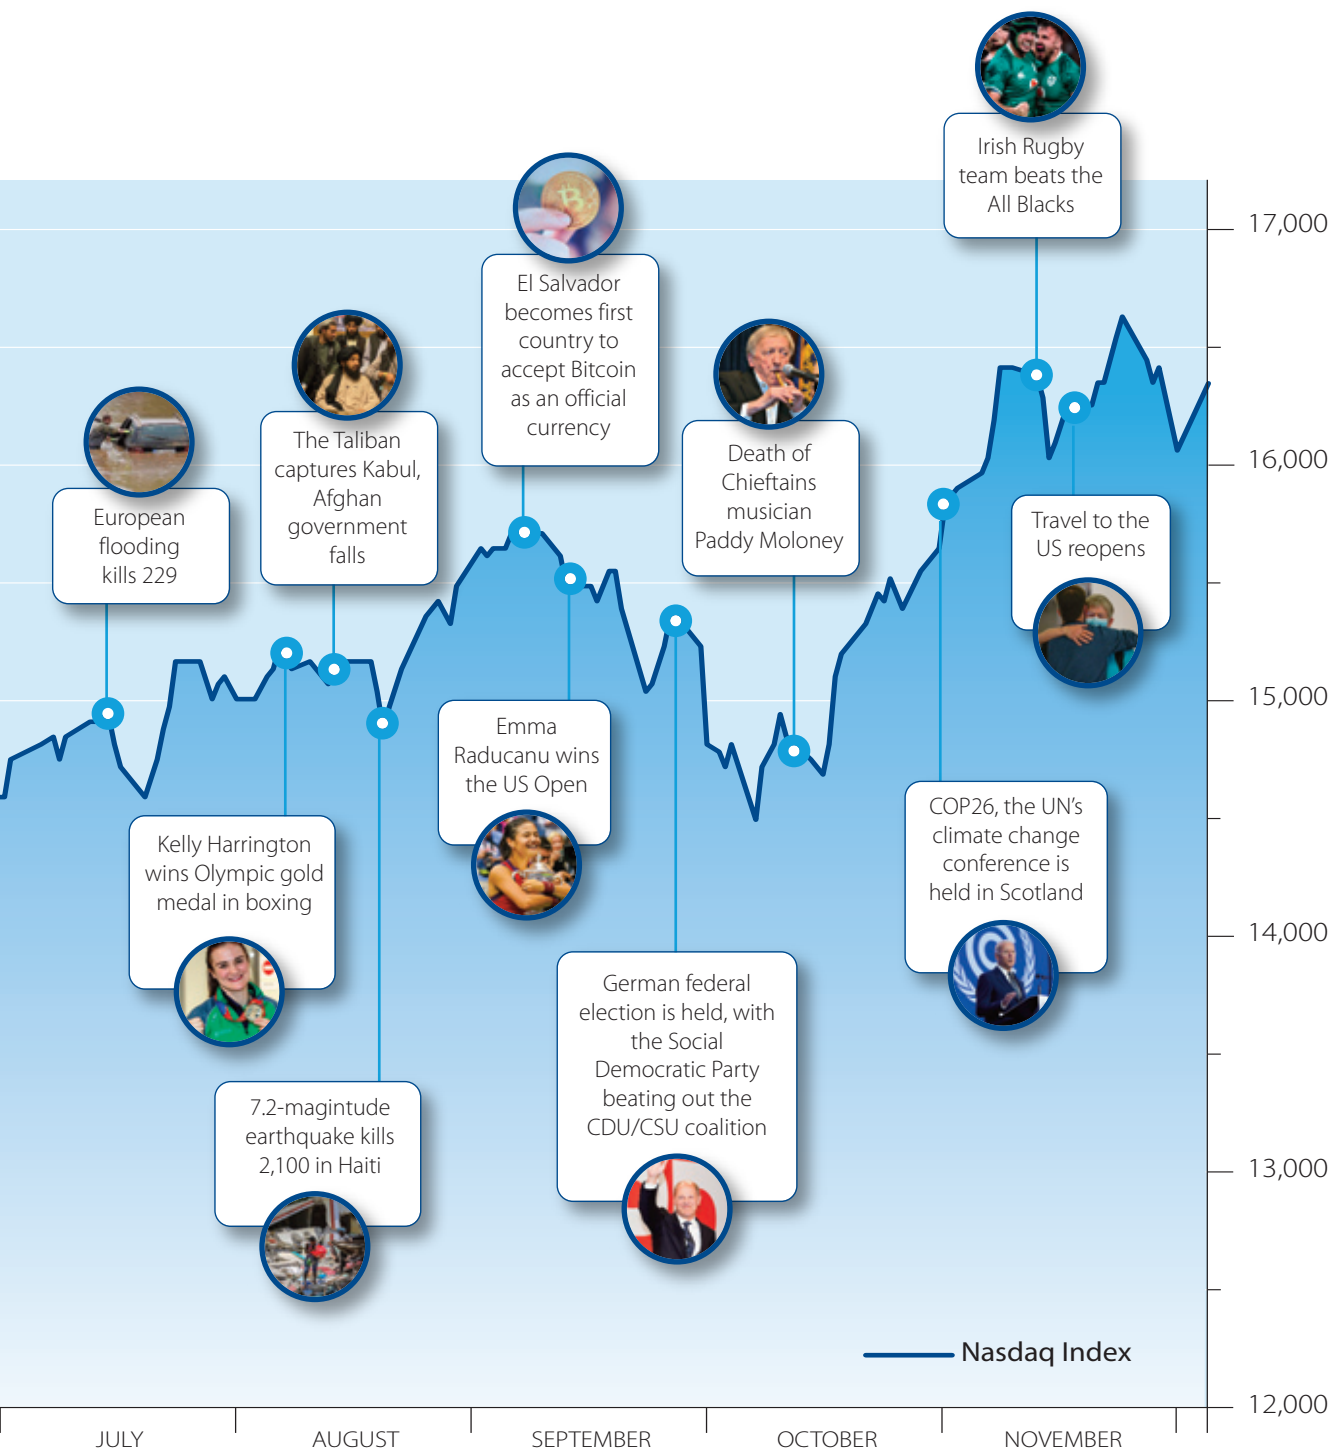 Irish Rugby
team beats the
All Blacks
17,000
El Salvador
becomes first
country to
accept Bitcoin
as an official
currency
The Taliban
captures Kabul,
Afghan
government
falls
Death of
Chieftains
musician
Paddy Moloney
16,000
European
flooding
kills 229
Travel to the
US reopens
15,000
Emma
Raducanu wins
the US Open
Kelly Harrington
wins Olympic gold
medal in boxing
COP26, the UN's
climate change
conference is
held in Scotland
14,000
German federal
election is held, with
the Social
Democratic Party
beating out the
CDU/CSU coalition
7.2-magintude
earthquake kills
2,100 in Haiti
13,000
Nasdaq Index
12,000
JULY
AUGUST
SEPTEMBER
OCTOBER
NOVEMBER